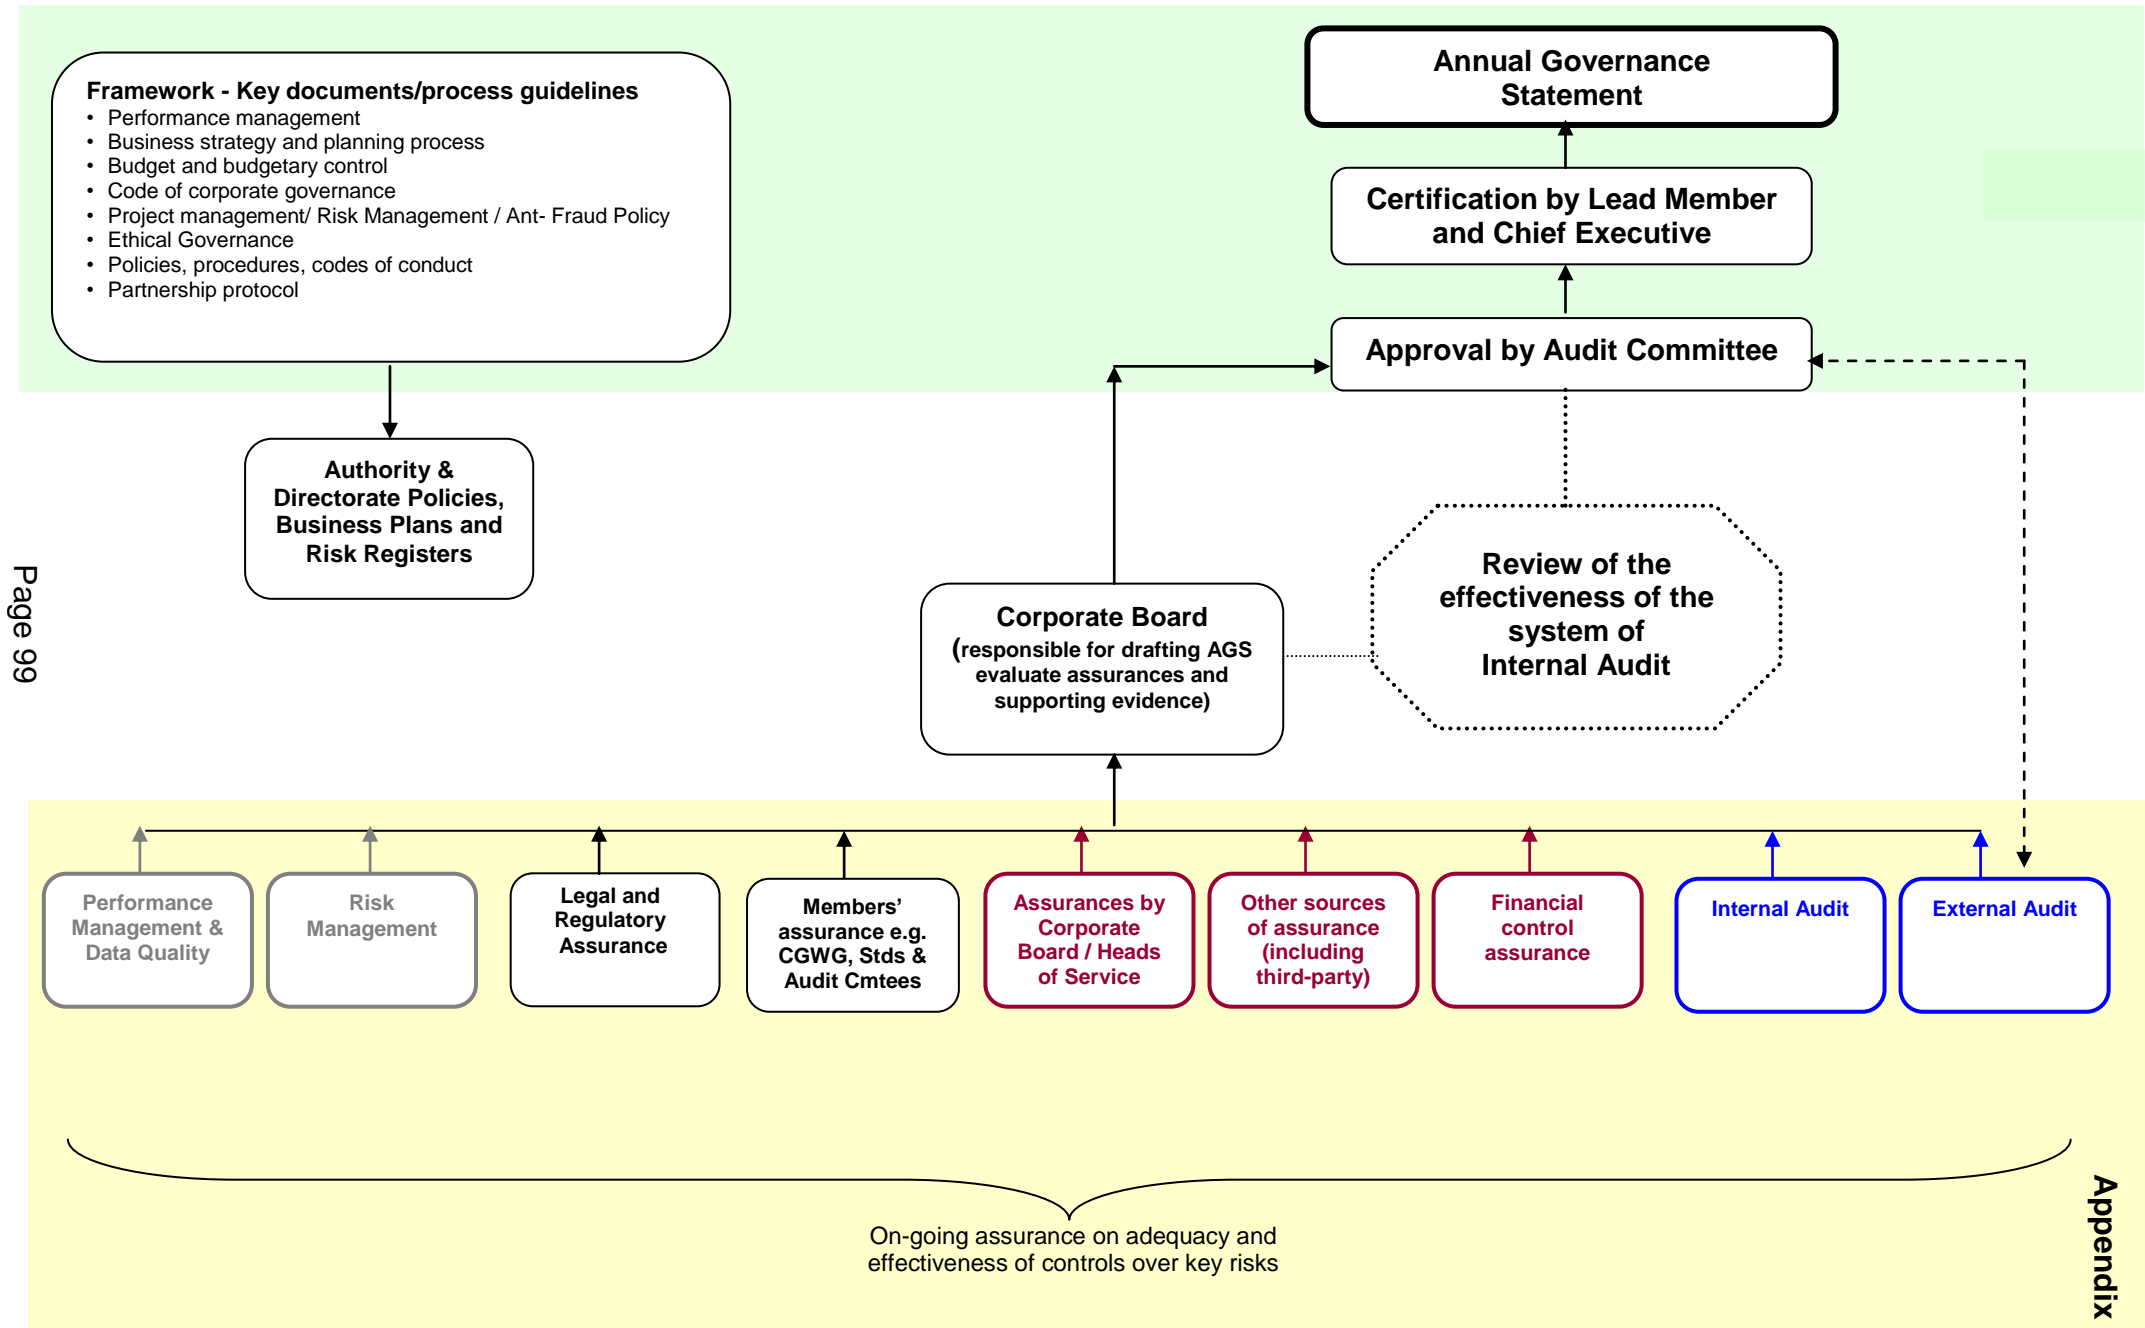 Framework - Key documents/process guidelines
• Performance management
• Business strategy and planning process
• Budget and budgetary control
• Code of corporate governance
• Project management/ Risk Management / Ant- Fraud Policy
• Ethical Governance
• Policies, procedures, codes of conduct
• Partnership protocol
Annual Governance
Statement
Certification by Lead Member
and Chief Executive
Approval by Audit Committee
Authority &
Directorate Policies,
Business Plans and
Risk Registers
Review of the
effectiveness of the
system of
Internal Audit
Corporate Board
(responsible for drafting AGS
evaluate assurances and
supporting evidence)
Page 99
Performance
Management &
Data Quality
Risk
Management
Legal and
Regulatory
Assurance
Members’
assurance e.g.
CGWG, Stds &
Audit Cmtees
Assurances by
Corporate
Board / Heads
of Service
Other sources
of assurance
(including
third-party)
Financial
control
assurance
Internal Audit
External Audit
On-going assurance on adequacy and
effectiveness of controls over key risks
Appendix